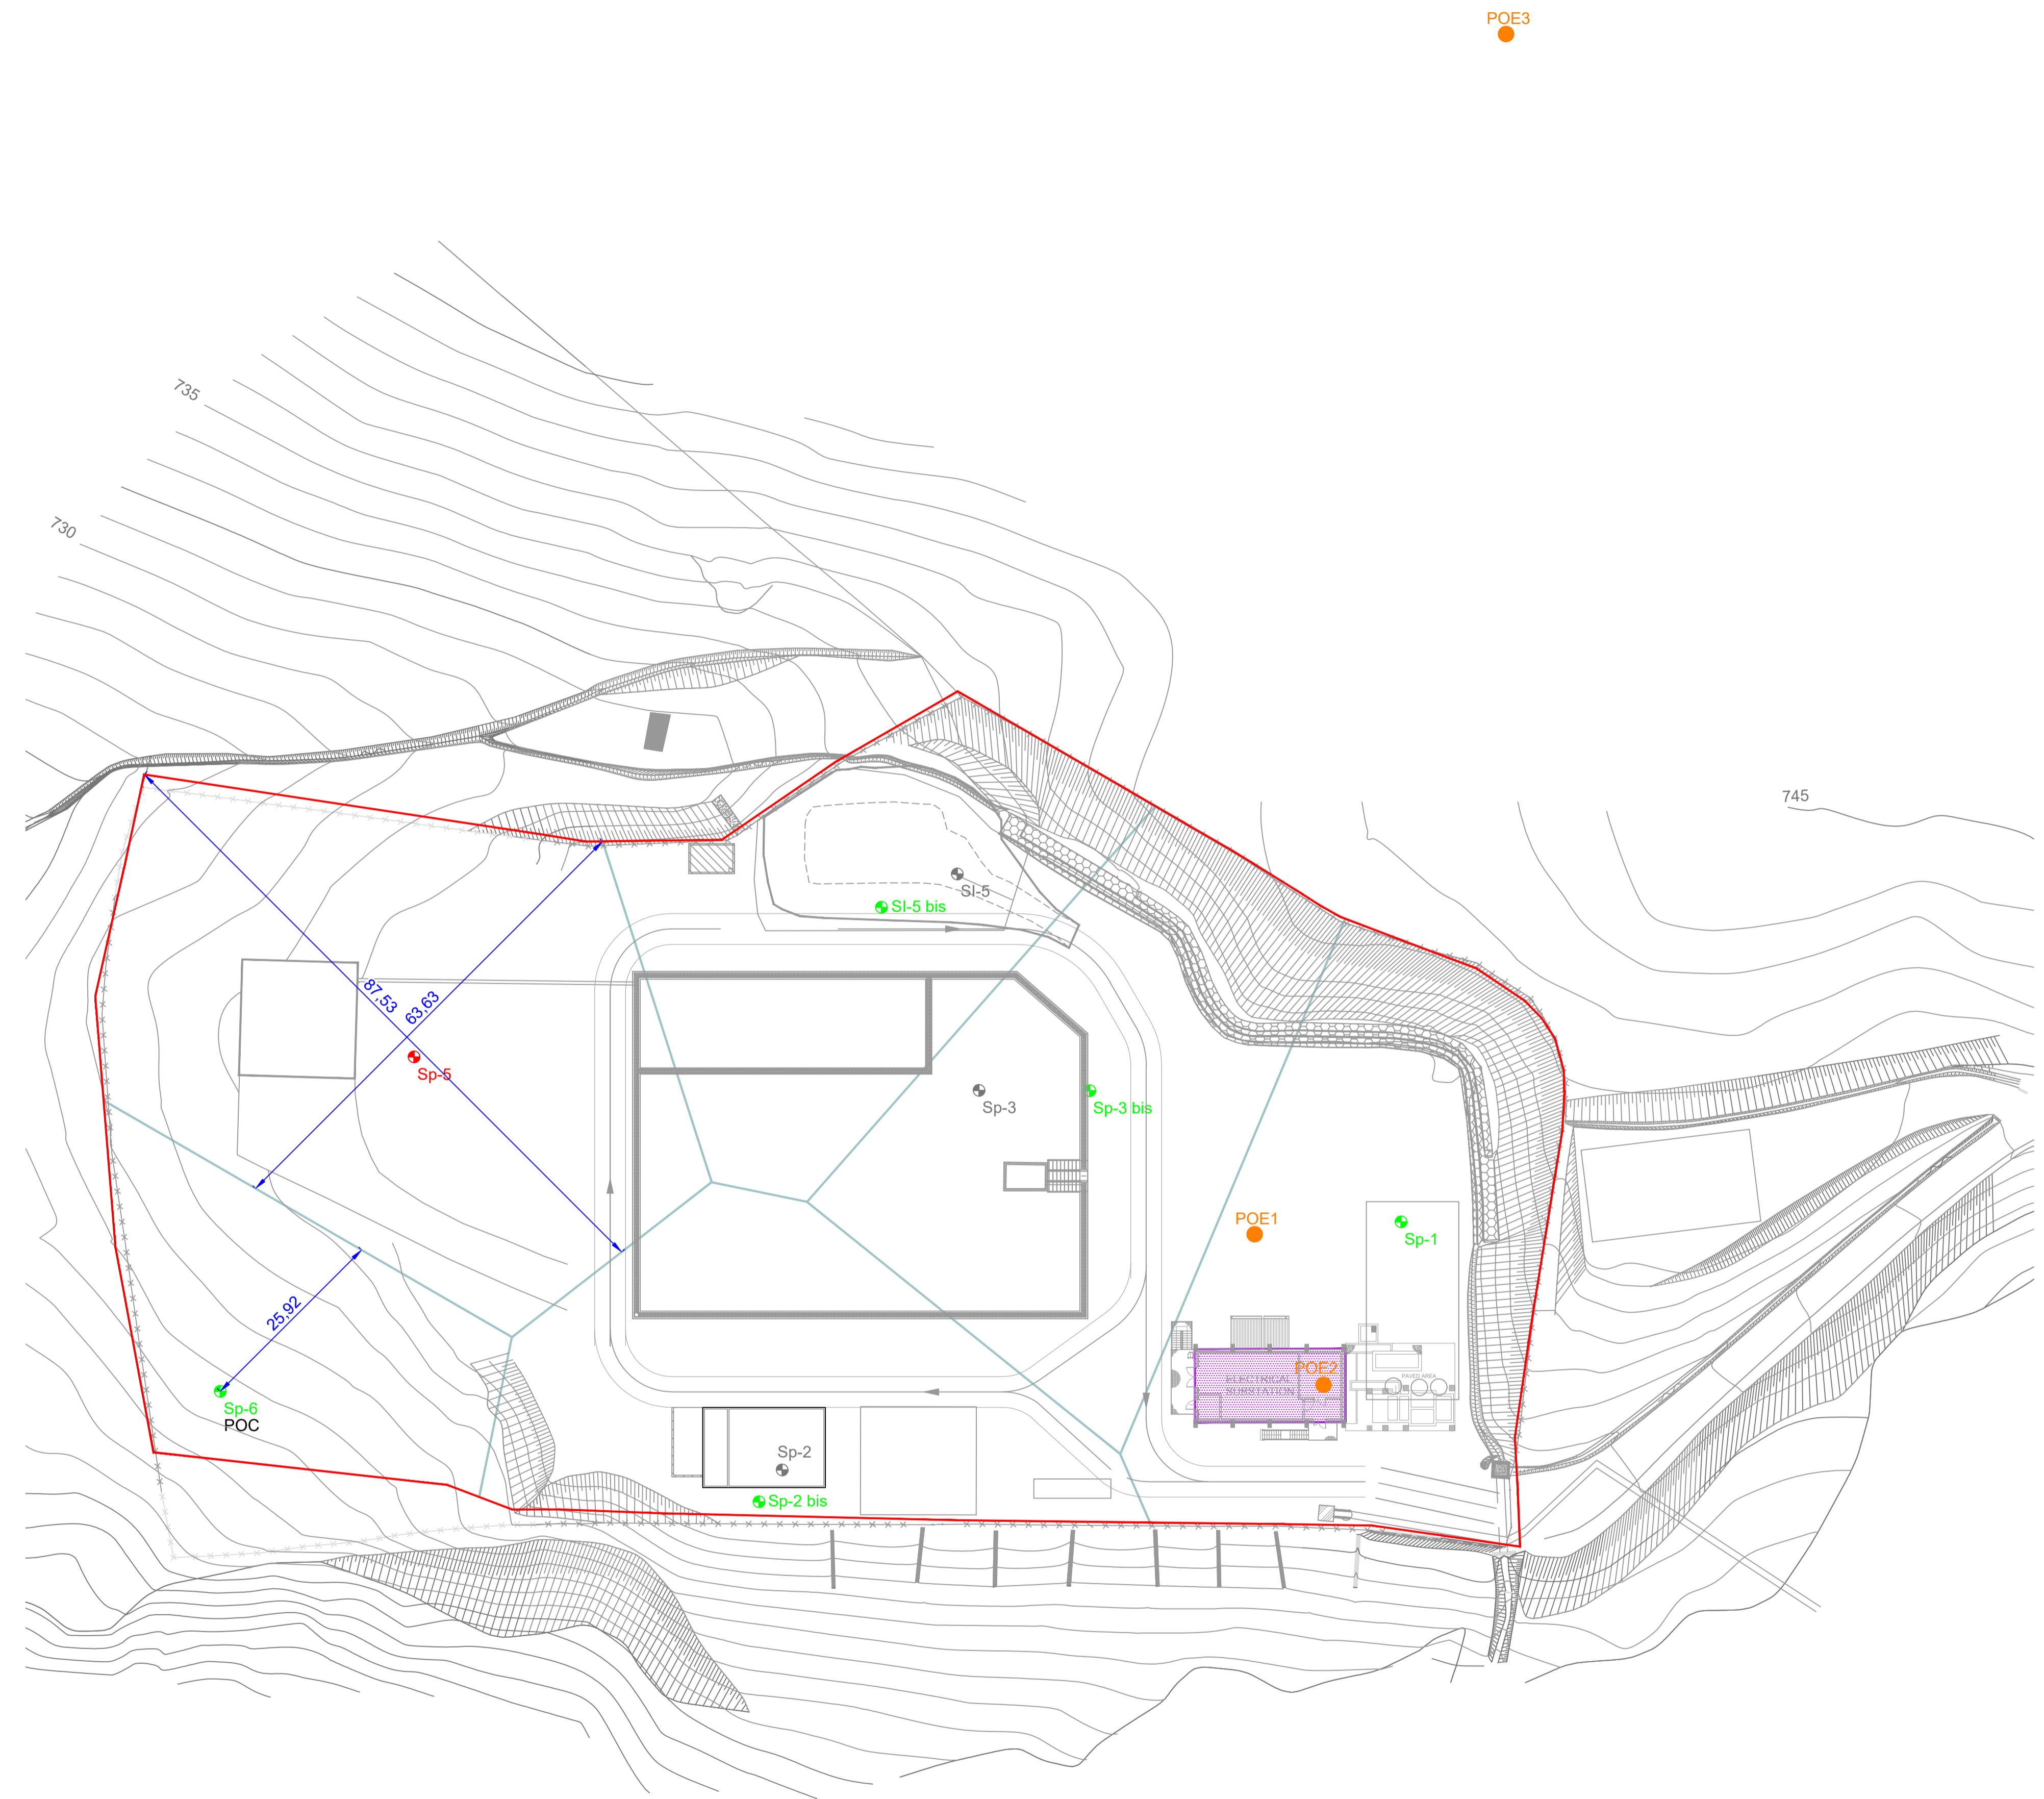 POE3
735
730
745
SI-5
SI-5 bis
87,53
63,63
Sp-5
Sp-3
Sp-3 bis
POE1
Sp-1
25,92
POE2
ELECTRICAL
SUBSTATION
PAVED AREA
Sp-6
POC
Sp-2
Sp-2 bis